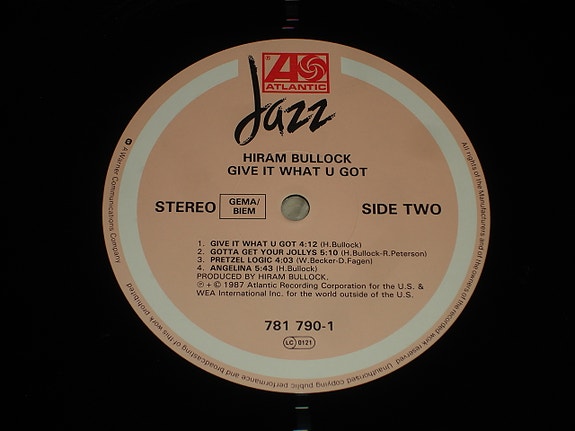 ATLANTIC
Jazz
HIRAM BULLOCK
GIVE IT WHAT U GOT
STEREO GEMA/ BIEM SIDE TWO
1. GIVE IT WHAT U GOT 4:12 (H.Bullock)
2. GOTTA GET YOUR JOLLYS 5:10 (H.Bullock-R.Peterson)
3. PRETZEL LOGIC 4:03 (W.Becker-D.Fagen)
4. ANGELINA 5:43 (H.Bullock)
PRODUCED BY HIRAM BULLOCK.
℗ + © 1987 Atlantic Recording Corporation for the U.S. &
WEA International Inc. for the world outside of the U.S.
781 790-1
LC 0121
A Warner Communications Company
All rights of the Manufacturers and of the owners of the recorded work reserved. Unauthorised copying public performance and broadcasting of this work prohibited